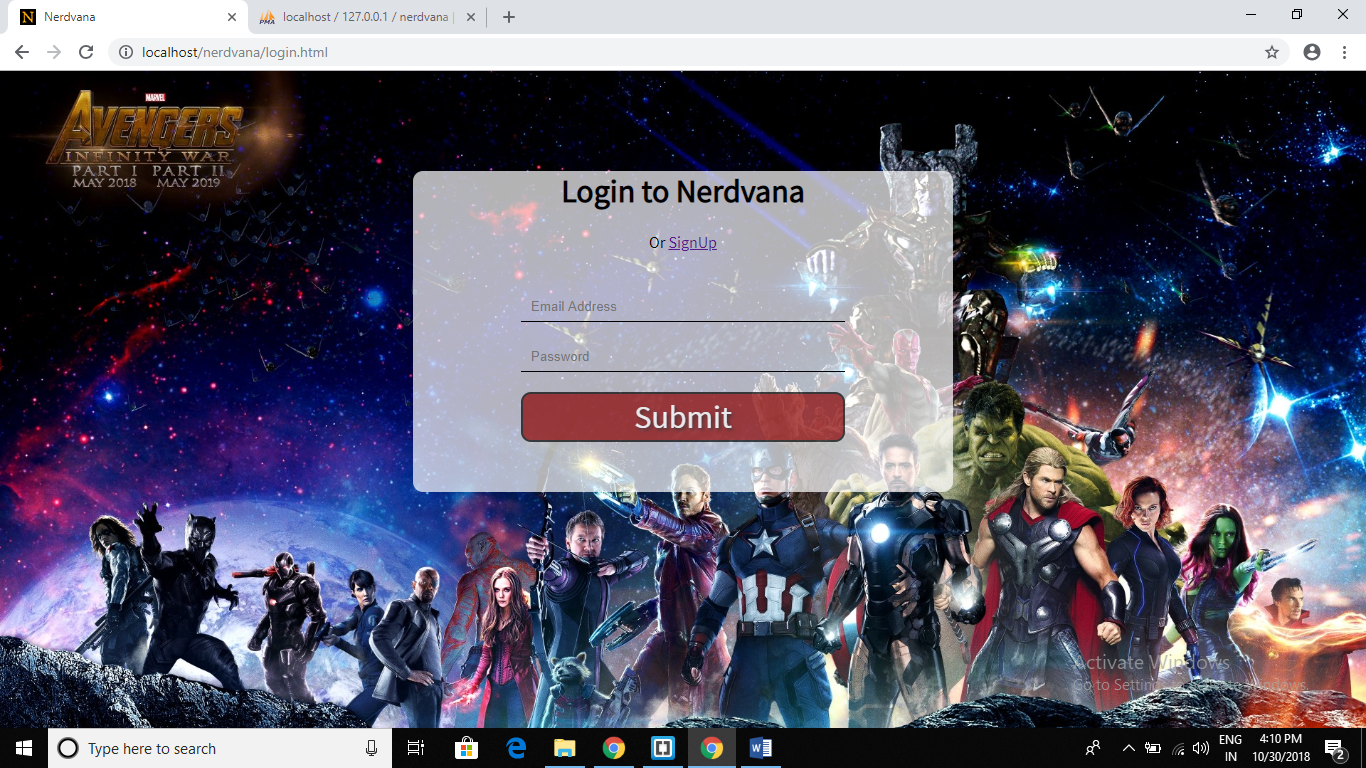 Nerdvana
localhost / 127.0.0.1 / nerdvana |
localhost/nerdvana/login.html
MARVEL
AVENGERS
INFINITY WAR
PART I PART II
MAY 2018 MAY 2019
Login to Nerdvana
Or SignUp
Email Address
Password
Submit
Activate Windows
Go to Settings to activate Windows.
Type here to search
ENG
IN
4:10 PM
10/30/2018
2